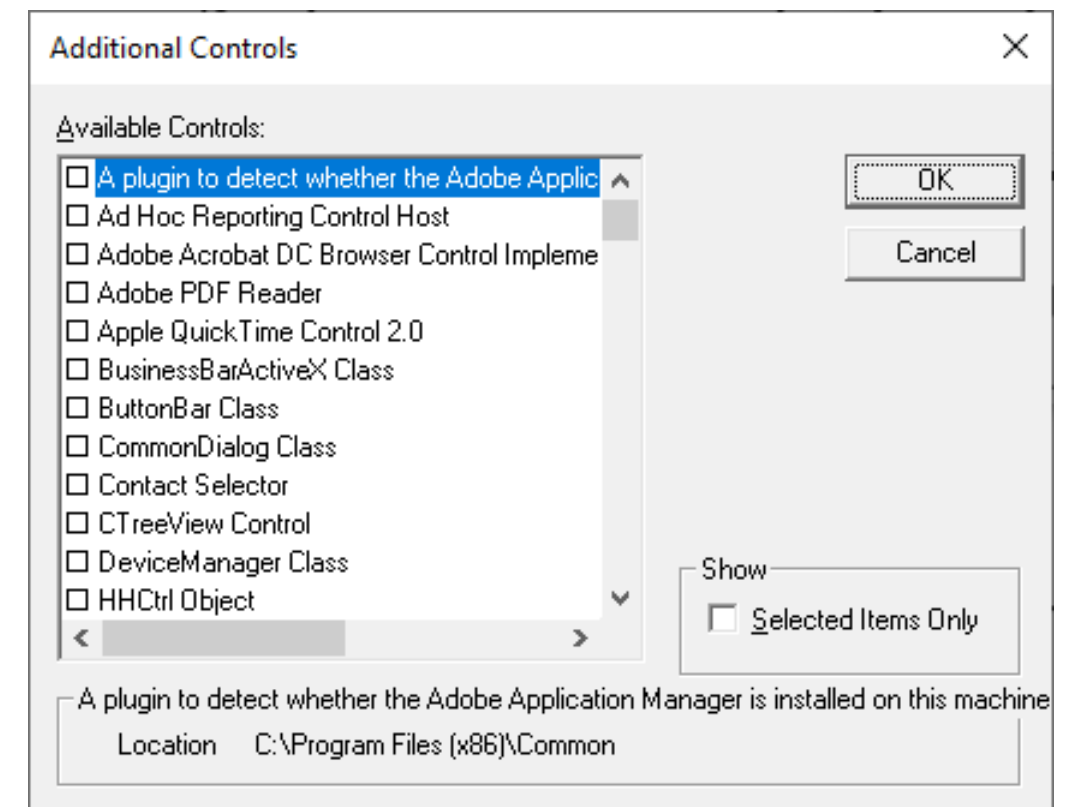 Additional Controls
Available Controls:
A plugin to detect whether the Adobe Applic
Ad Hoc Reporting Control Host
Adobe Acrobat DC Browser Control Impleme
Adobe PDF Reader
Apple QuickTime Control 2.0
BusinessBarActiveX Class
ButtonBar Class
CommonDialog Class
Contact Selector
CTreeView Control
DeviceManager Class
HHCtrl Object
OK
Cancel
Show
Selected Items Only
A plugin to detect whether the Adobe Application Manager is installed on this machine
Location C:\Program Files (x86)\Common